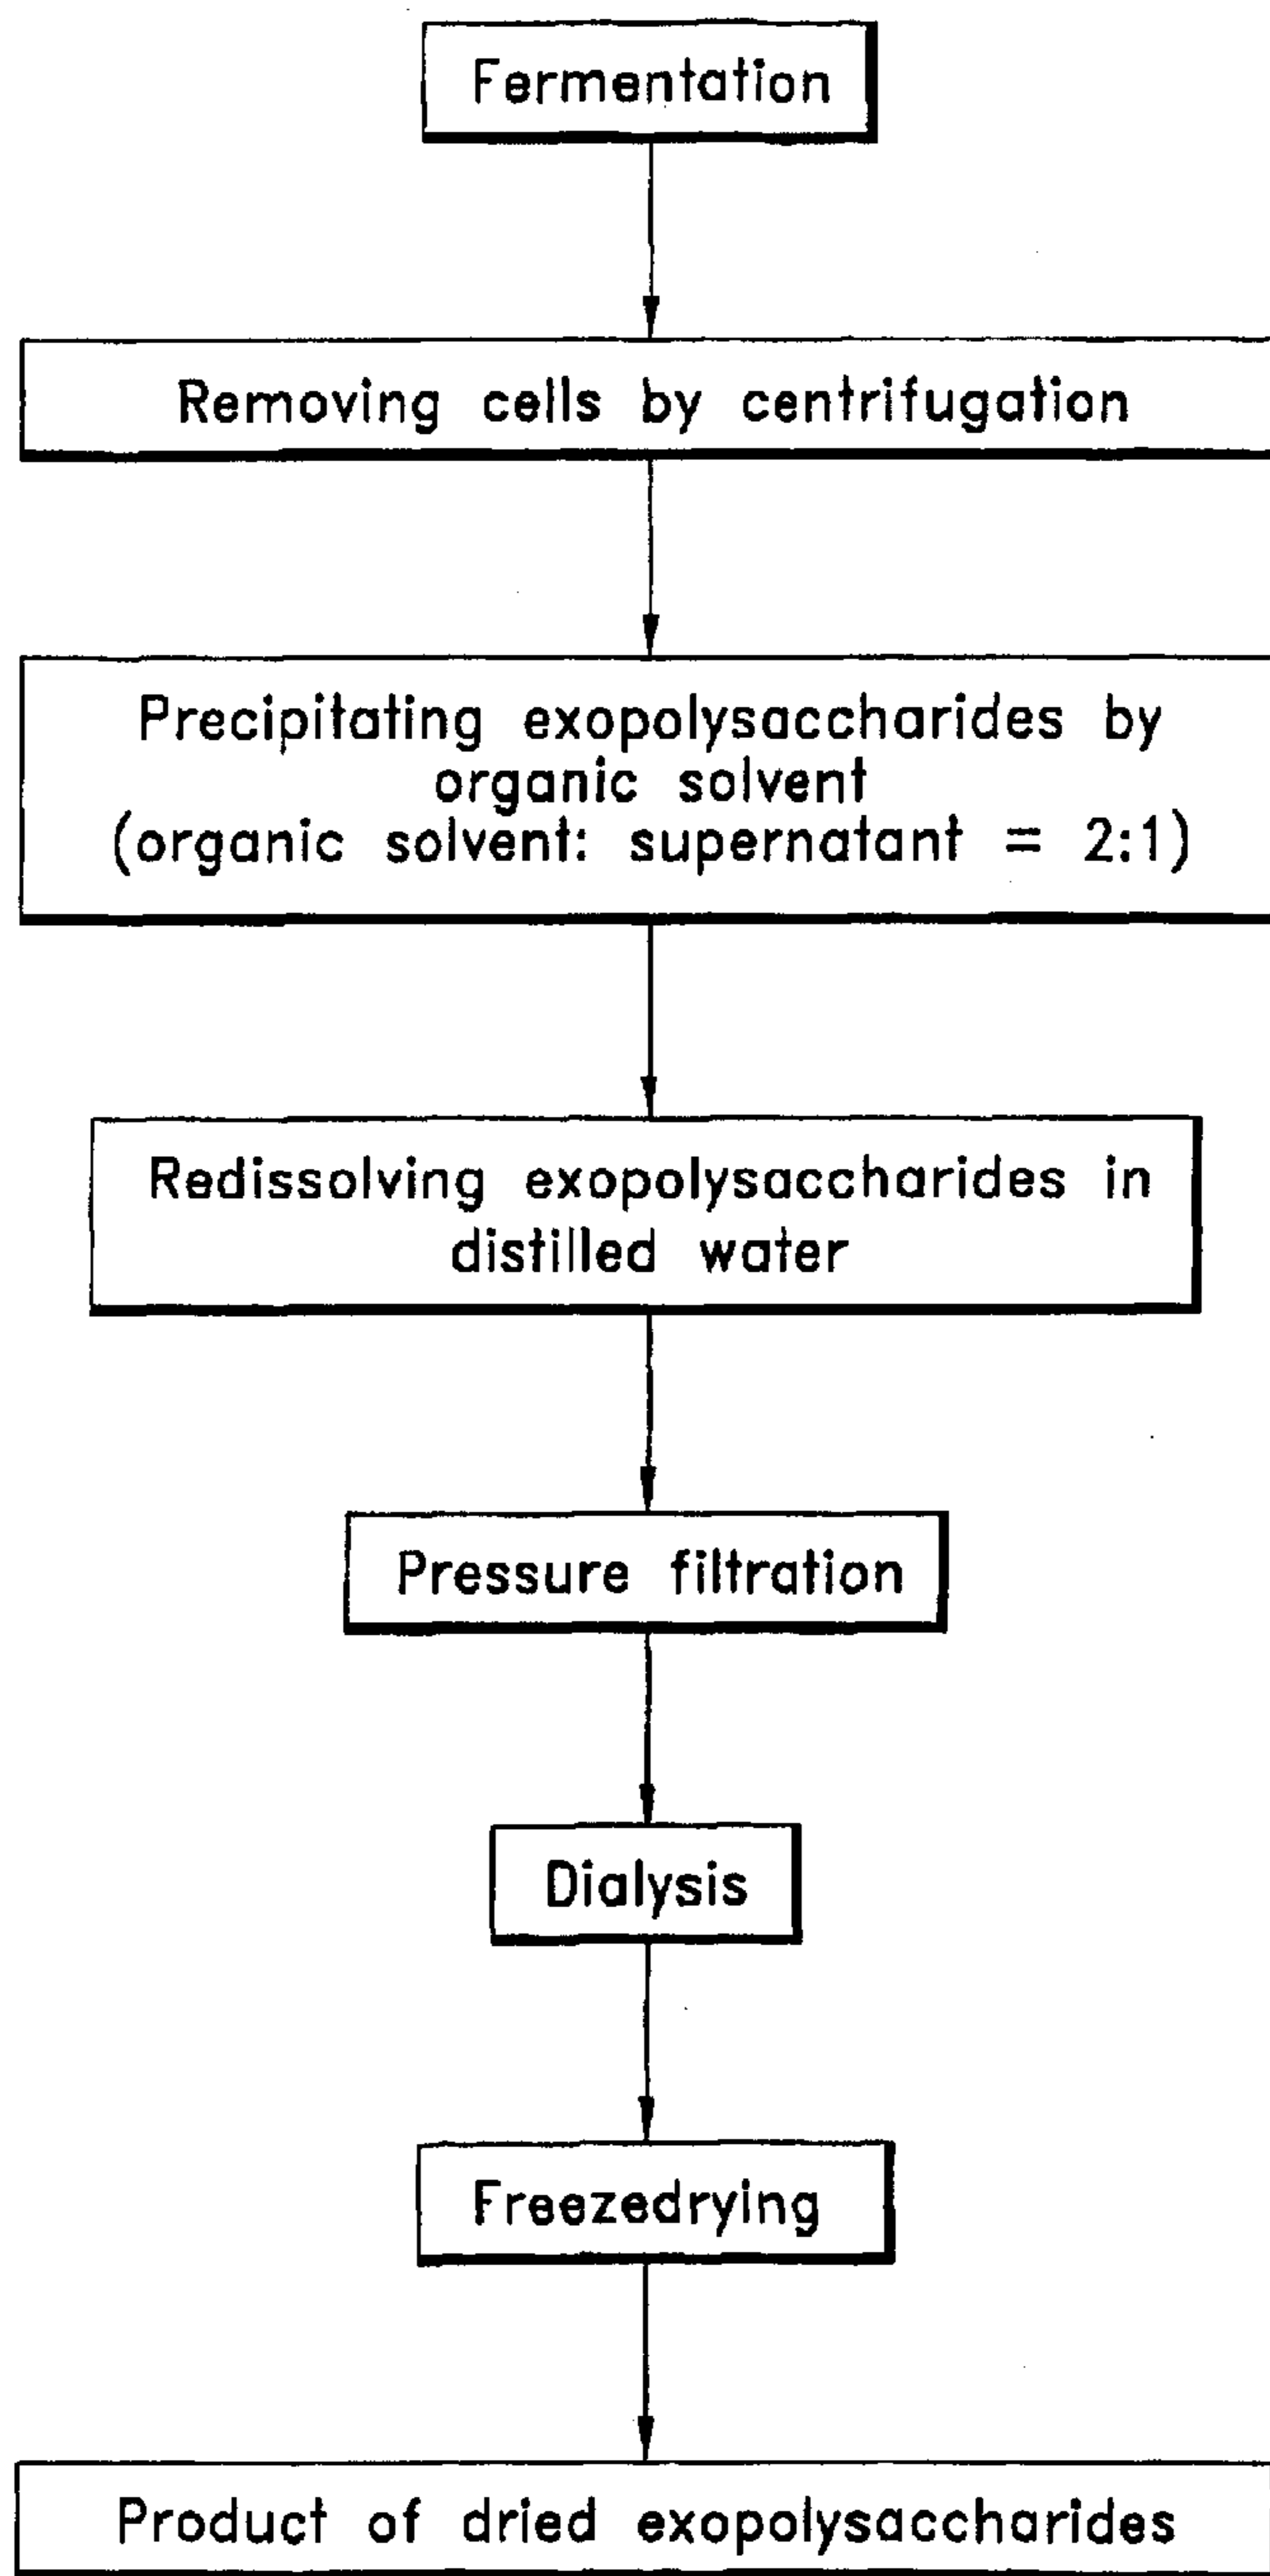 Fermentation
Removing cells by centrifugation
Precipitating exopolysaccharides by
organic solvent
(organic solvent: supernatant = 2:1)
Redissolving exopolysaccharides in
distilled water
Pressure filtration
Dialysis
Freezedrying
Product of dried exopolysaccharides